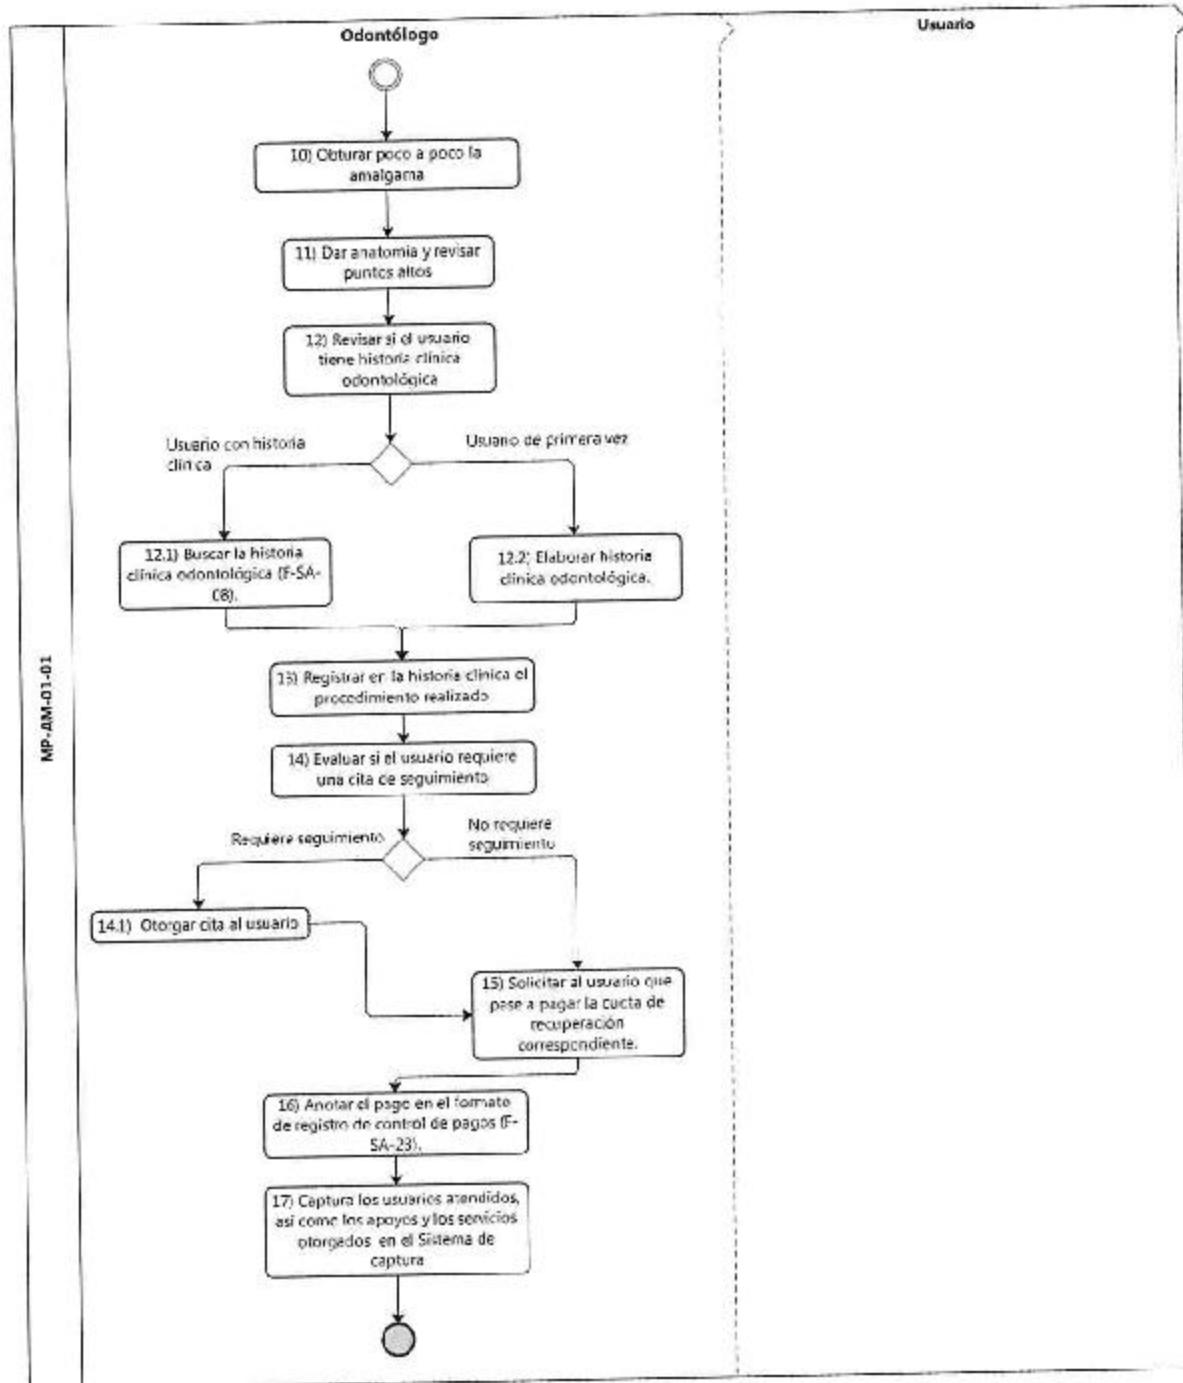 Odontólogo
Usuario
MP-AM-01-01
10) Obturar poco a poco la
amalgama
11) Dar anatomía y revisar
puntos altos
12) Revisar si el usuario
tiene historia clínica
odontológica
Usuario con historia
clínica
Usuario de primera vez
12.1) Buscar la historia
clínica odontológica (F-SA-
08).
12.2) Elaborar historia
clínica odontológica.
13) Registrar en la historia clínica el
procedimiento realizado
14) Evaluar si el usuario requiere
una cita de seguimiento
Requiere seguimiento
No requiere
seguimiento
14.1) Otorgar cita al usuario
15) Solicitar al usuario que
pase a pagar la cuota de
recuperación
correspondiente.
16) Anotar el pago en el formato
de registro de control de pagos (F-
SA-23).
17) Captura los usuarios atendidos,
así como los apoyos y los servicios
otorgados en el Sistema de
captura